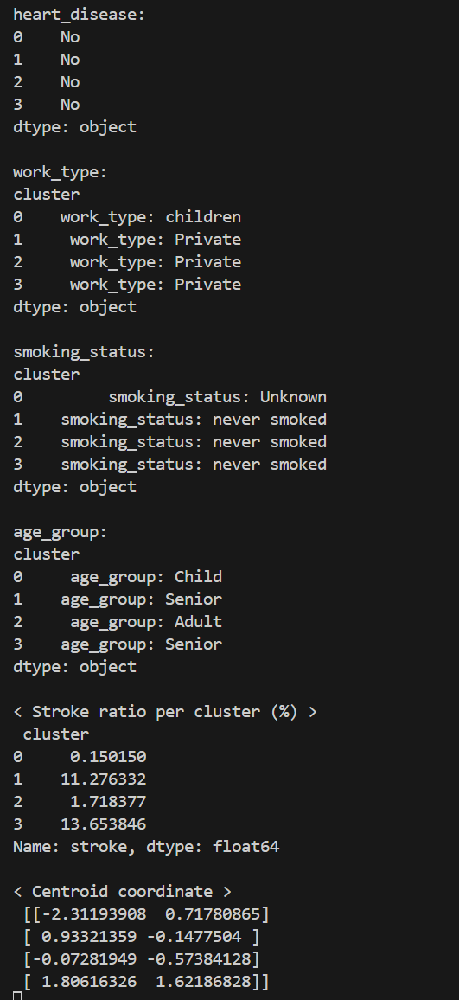 heart_disease:
0    No
1    No
2    No
3    No
dtype: object

work_type:
cluster
0    work_type: children
1     work_type: Private
2     work_type: Private
3     work_type: Private
dtype: object

smoking_status:
cluster
0         smoking_status: Unknown
1    smoking_status: never smoked
2    smoking_status: never smoked
3    smoking_status: never smoked
dtype: object

age_group:
cluster
0     age_group: Child
1    age_group: Senior
2     age_group: Adult
3    age_group: Senior
dtype: object

< Stroke ratio per cluster (%) >
 cluster
0     0.150150
1    11.276332
2     1.718377
3    13.653846
Name: stroke, dtype: float64

< Centroid coordinate >
 [[-2.31193908  0.71780865]
 [ 0.93321359 -0.1477504 ]
 [-0.07281949 -0.57384128]
 [ 1.80616326  1.62186828]]